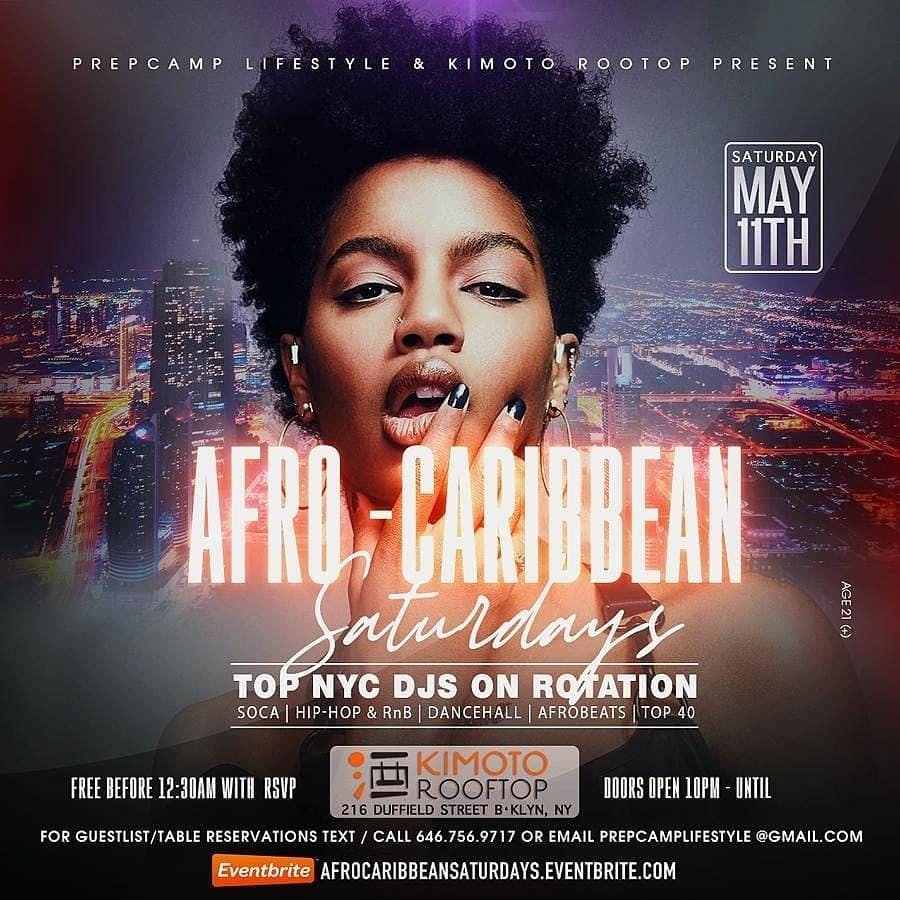 PREPCAMP LIFESTYLE & KIMOTO ROOTOP PRESENT
SATURDAY
MAY
11TH
AFRO -CARIBBEAN
Saturdays
AGE 21 (+)
TOP NYC DJS ON ROTATION
SOCA | HIP-HOP & RnB | DANCEHALL | AFROBEATS | TOP 40
FREE BEFORE 12:30AM WITH RSVP
酒 KIMOTO
ROOFTOP
216 DUFFIELD STREET B•KLYN, NY
DOORS OPEN 10PM - UNTIL
FOR GUESTLIST/TABLE RESERVATIONS TEXT / CALL 646.756.9717 OR EMAIL PREPCAMPLIFESTYLE @GMAIL.COM
Eventbrite AFROCARIBBEANSATURDAYS.EVENTBRITE.COM